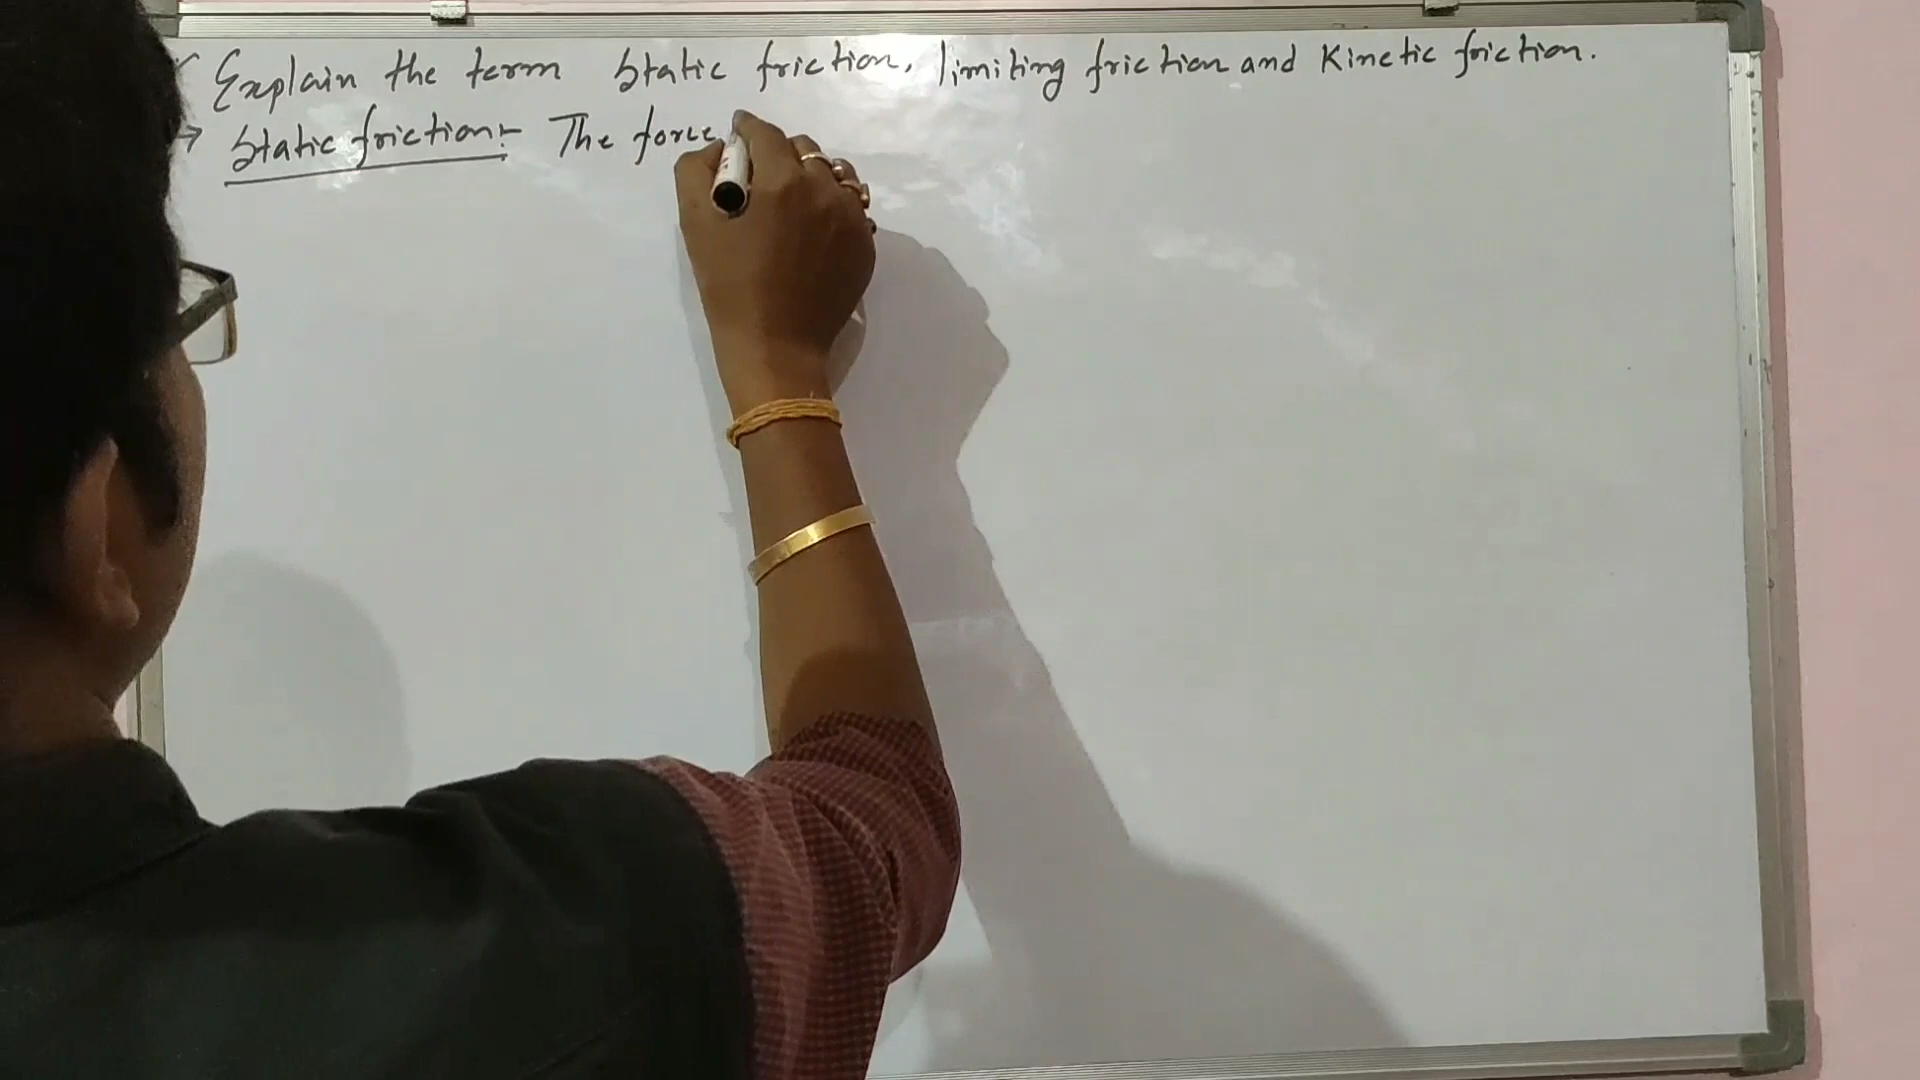 Explain the term static friction, limiting friction and Kinetic friction.
→ Static friction:- The force